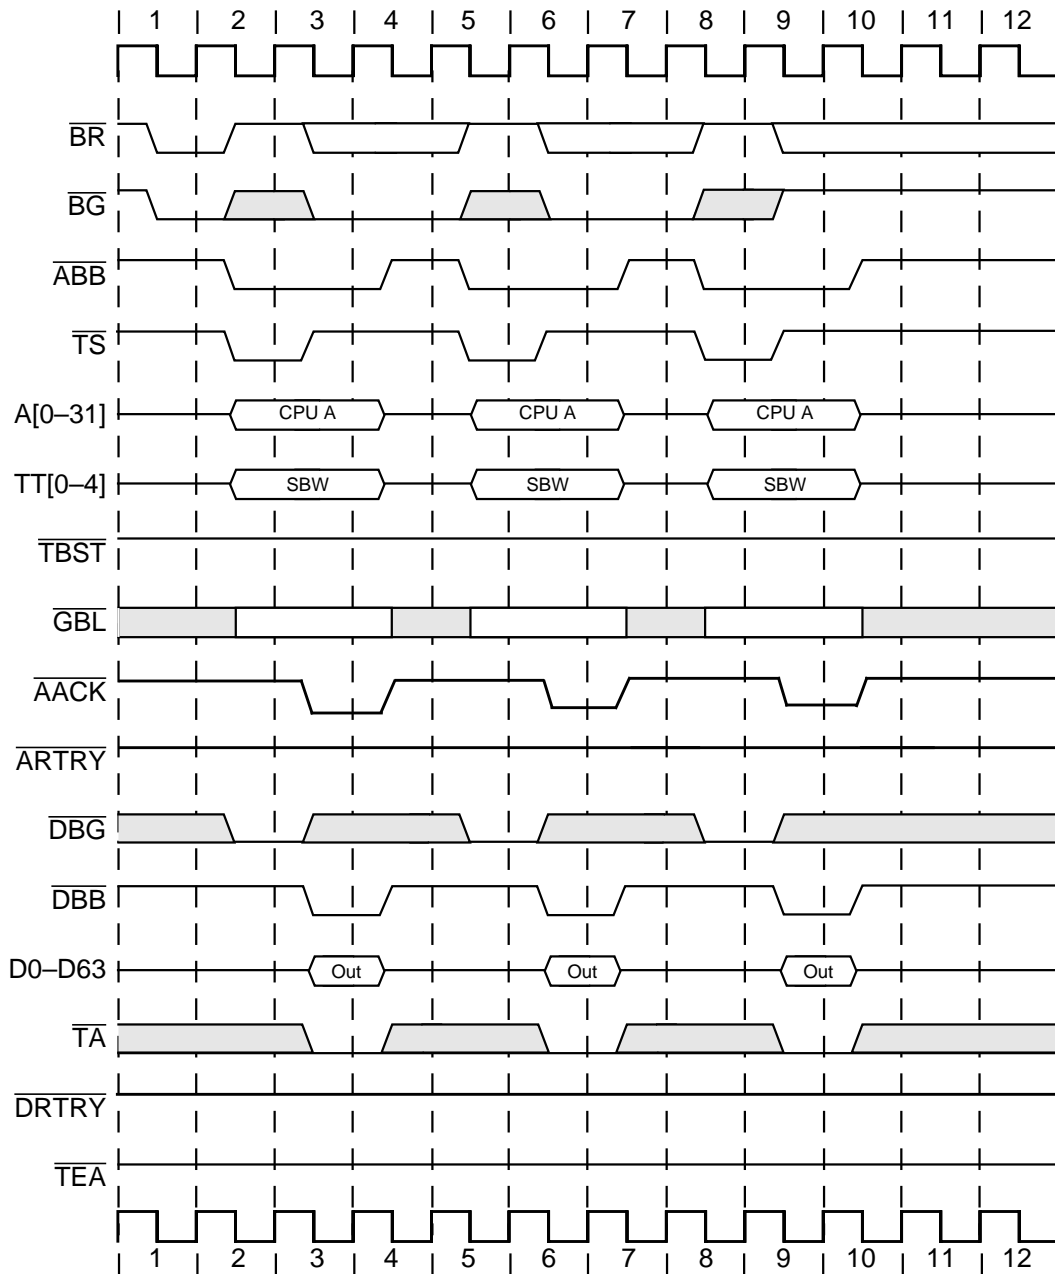 1 2 3 4 5 6 7 8 9 10 11 12
BR
BG
ABB
TS
A[0–31] CPU A CPU A CPU A
TT[0–4] SBW SBW SBW
TBST
GBL
AACK
ARTRY
DBG
DBB
D0–D63 Out Out Out
TA
DRTRY
TEA
1 2 3 4 5 6 7 8 9 10 11 12